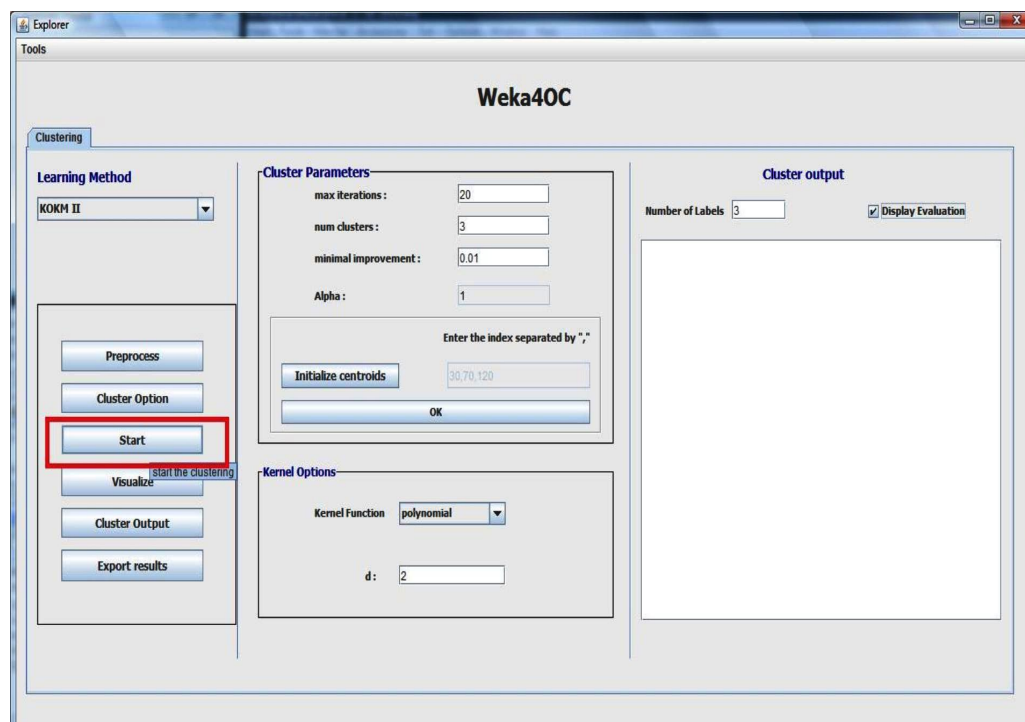 Explorer
Tools
Weka4OC
Clustering
Learning Method
KOKM II
Preprocess
Cluster Option
Start
start the clustering
Visualize
Cluster Output
Export results
Cluster Parameters
max iterations : 20
num clusters : 3
minimal improvement : 0.01
Alpha : 1
Enter the index separated by ","
Initialize centroids 30,70,120
OK
Kernel Options
Kernel Function polynomial
d : 2
Cluster output
Number of Labels 3 Display Evaluation